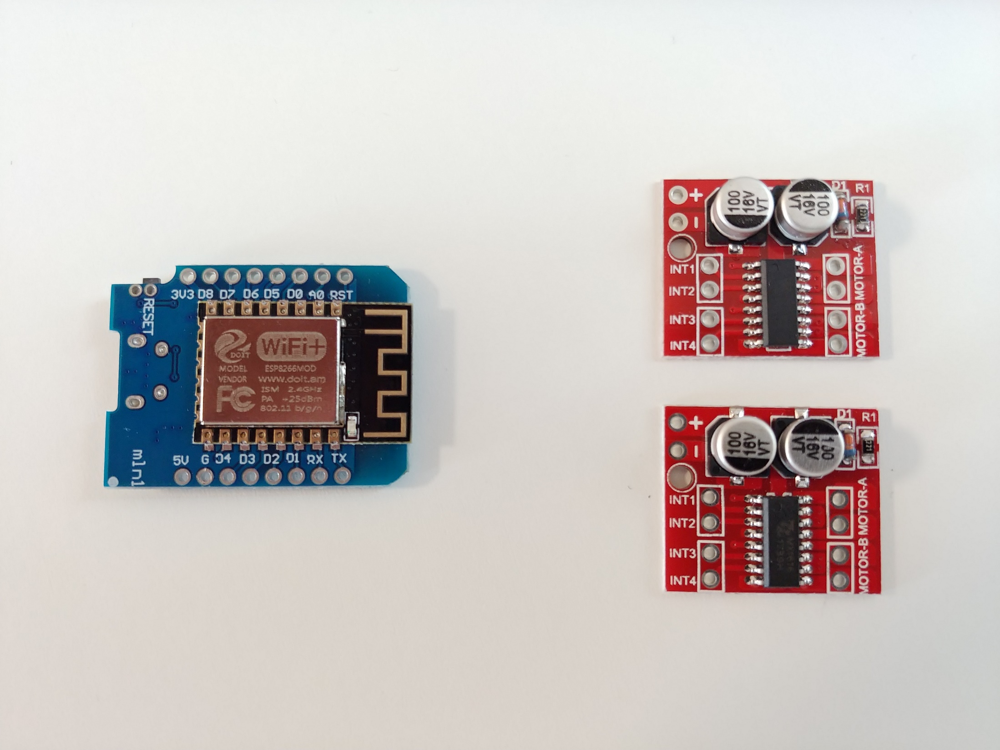 3V3 D8 D7 D6 D5 D0 A0 RST
RESET
DOIT WiFi+
MODEL ESP8266MOD
VENDOR www.doit.am
FC ISM 2.4GHz
PA +25dBm
802.11 b/g/n
5V G D4 D3 D2 D1 RX TX
mini
+
-
100
16V
VT
100
16V
VT
D1
R1
INT1
INT2
INT3
INT4
MOTOR-A
MOTOR-B
+
-
100
16V
VT
100
16V
VT
D1
R1
INT1
INT2
INT3
INT4
MOTOR-A
MOTOR-B